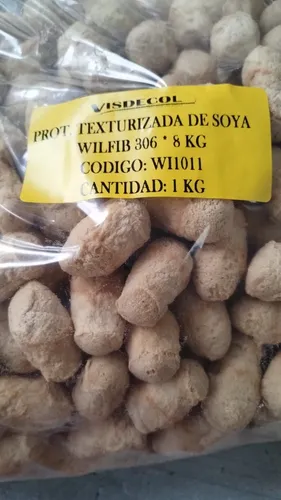 VISDECOL
PROT. TEXTURIZADA DE SOYA
WILFIB 306 * 8 KG
CODIGO: WI1011
CANTIDAD: 1 KG